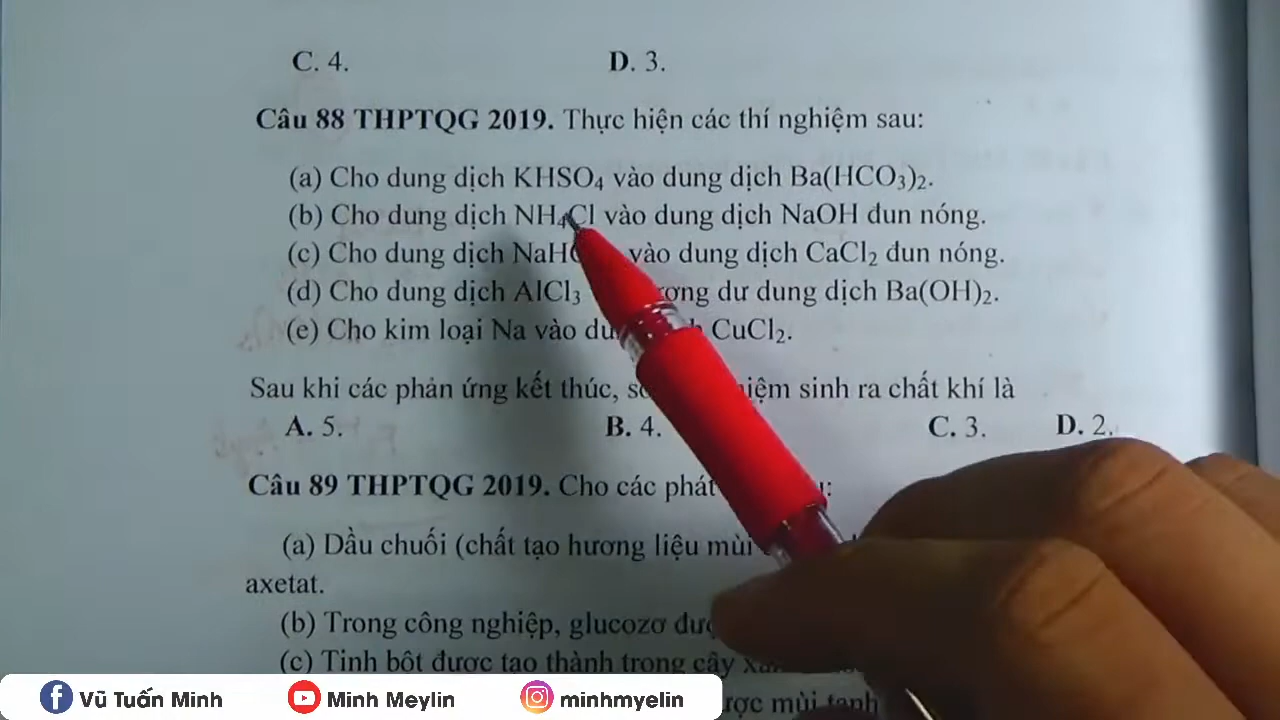 C. 4. D. 3.
Câu 88 THPTQG 2019. Thực hiện các thí nghiệm sau:
(a) Cho dung dịch KHSO₄ vào dung dịch Ba(HCO₃)₂.
(b) Cho dung dịch NH₄Cl vào dung dịch NaOH đun nóng.
(c) Cho dung dịch vào dung dịch CaCl₂ đun nóng.
(d) Cho dung dịch AlCl₃ dư dung dịch Ba(OH)₂.
(e) Cho kim loại Na vào CuCl₂.
Sau khi các phản ứng kết thúc, sinh ra chất khí là
A. 5. B. 4. C. 3. D. 2.
Câu 89 THPTQG 2019. Cho các phát
(a) Dầu chuối (chất tạo hương liệu mùi
axetat.
(b) Trong công nghiệp, glucozơ
(c) Tinh bột được tạo thành trong cây
mùi tanh
Vũ Tuấn Minh Minh Meylin minhmyelin